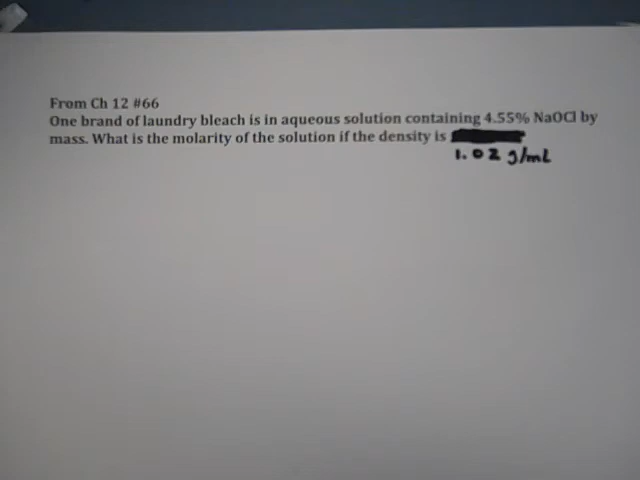 From Ch 12 #66
One brand of laundry bleach is in aqueous solution containing 4.55% NaOCl by
mass. What is the molarity of the solution if the density is
1.02 g/mL